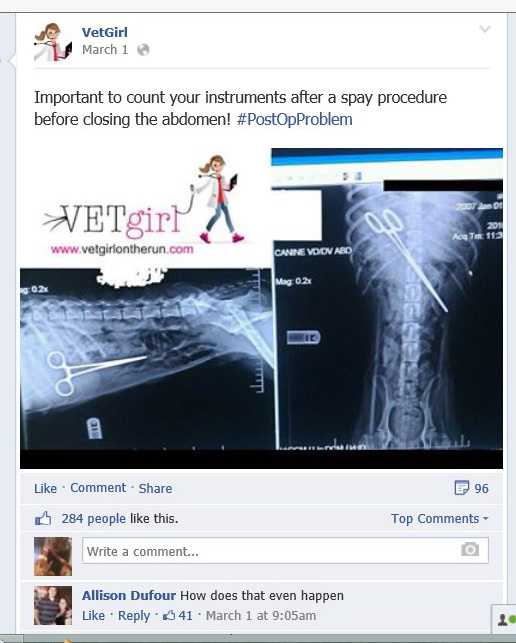 VetGirl
March 1
Important to count your instruments after a spay procedure
before closing the abdomen! #PostOpProblem
VETgirl
www.vetgirlontherun.com
2007 Jan 01
Acq Tm: 11:3
CANINE VD/DV ABD
Mag: 0.2x
ag: 0.2x
Like · Comment · Share
96
284 people like this.
Top Comments
Write a comment...
Allison Dufour How does that even happen
Like · Reply · 41 · March 1 at 9:05am